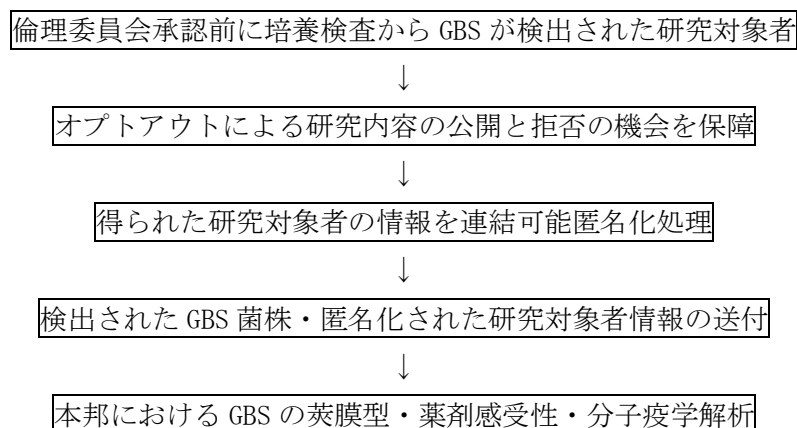 倫理委員会承認前に培養検査から GBS が検出された研究対象者
↓
オプトアウトによる研究内容の公開と拒否の機会を保障
↓
得られた研究対象者の情報を連結可能匿名化処理
↓
検出された GBS 菌株・匿名化された研究対象者情報の送付
↓
本邦における GBS の莢膜型・薬剤感受性・分子疫学解析